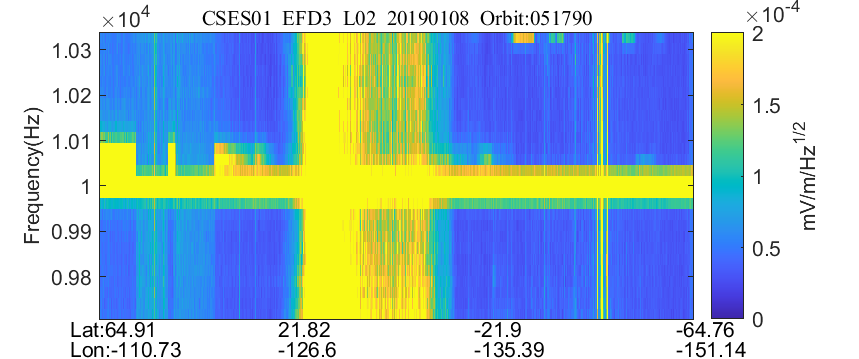 ×10⁴ CSES01 EFD3 L02 20190108 Orbit:051790 ×10⁻⁴
1.03
1.02
1.01
1
0.99
0.98
Frequency(Hz)
2
1.5
1
0.5
0
mV/m/Hz^1/2
Lat:64.91 21.82 -21.9 -64.76
Lon:-110.73 -126.6 -135.39 -151.14